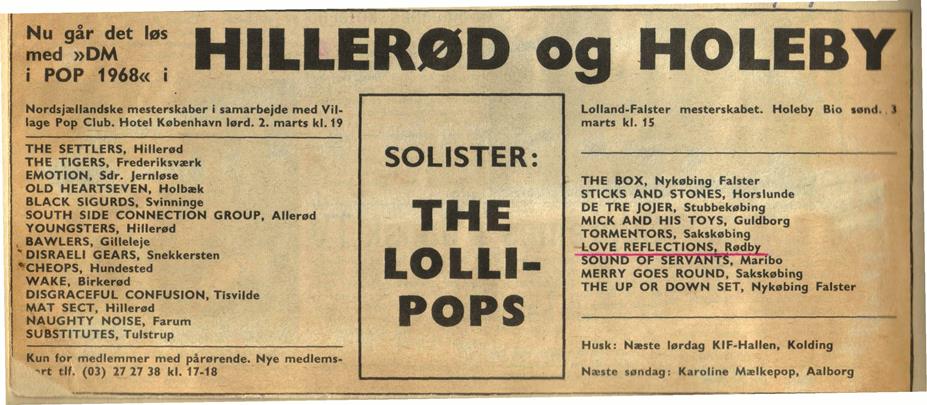 Nu går det løs
med »DM
i POP 1968« i
HILLERØD og HOLEBY
Nordsjællandske mesterskaber i samarbejde med Vil-
lage Pop Club. Hotel København lørd. 2. marts kl. 19
THE SETTLERS, Hillerød
THE TIGERS, Frederiksværk
EMOTION, Sdr. Jernløse
OLD HEARTSEVEN, Holbæk
BLACK SIGURDS, Svinninge
SOUTH SIDE CONNECTION GROUP, Allerød
YOUNGSTERS, Hillerød
BAWLERS, Gilleleje
DISRAELI GEARS, Snekkersten
CHEOPS, Hundested
WAKE, Birkerød
DISGRACEFUL CONFUSION, Tisvilde
MAT SECT, Hillerød
NAUGHTY NOISE, Farum
SUBSTITUTES, Tulstrup
Kun for medlemmer med pårørende. Nye medlems-
tlf. (03) 27 27 38 kl. 17-18
SOLISTER:
THE
LOLLI-
POPS
Lolland-Falster mesterskabet. Holeby Bio sønd. 3
marts kl. 15
THE BOX, Nykøbing Falster
STICKS AND STONES, Horslunde
DE TRE JOJER, Stubbekøbing
MICK AND HIS TOYS, Guldborg
TORMENTORS, Sakskøbing
LOVE REFLECTIONS, Rødby
SOUND OF SERVANTS, Maribo
MERRY GOES ROUND, Sakskøbing
THE UP OR DOWN SET, Nykøbing Falster
Husk: Næste lørdag KIF-Hallen, Kolding
Næste søndag: Karoline Mælkepop, Aalborg